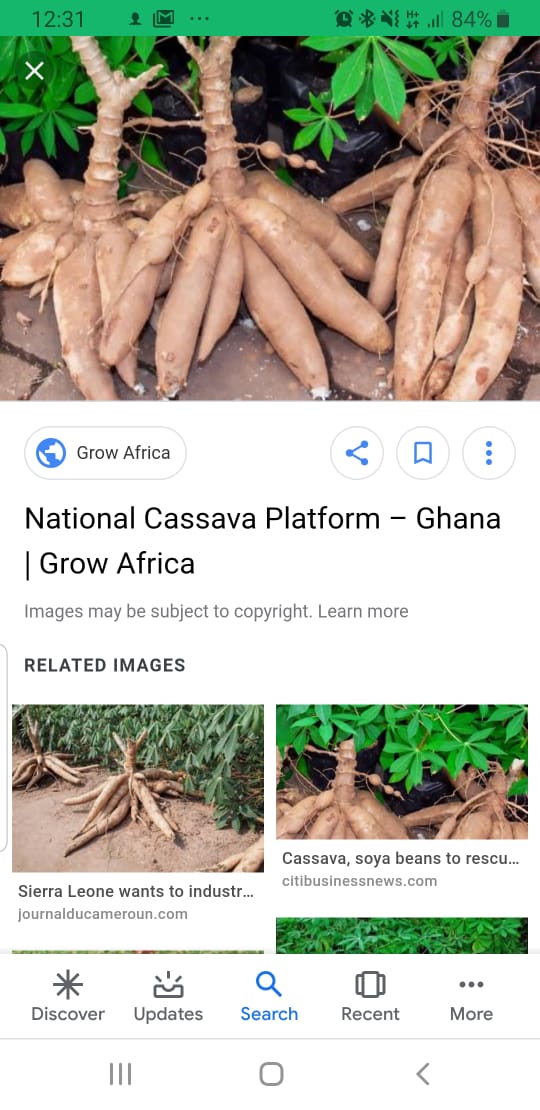 12:31
H+
84%
Grow Africa
National Cassava Platform – Ghana
| Grow Africa
Images may be subject to copyright. Learn more
RELATED IMAGES
Sierra Leone wants to industr...
journalducameroun.com
Cassava, soya beans to rescu...
citibusinessnews.com
Discover
Updates
Search
Recent
More